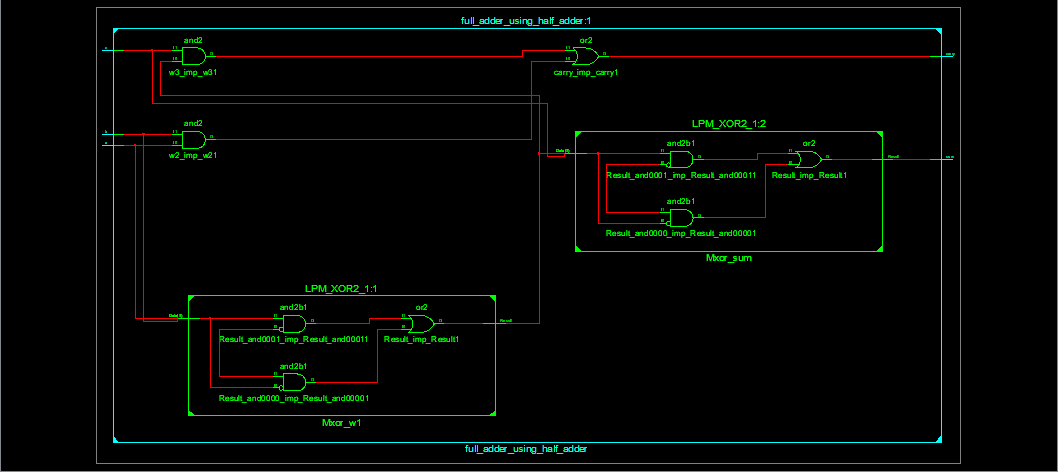 full_adder_using_half_adder:1
and2
or2
w3_imp_w31
carry_imp_carry1
and2
w2_imp_w21
LPM_XOR2_1:2
and2b1
or2
Result_and0001_imp_Result_and00011
Result_imp_Result1
and2b1
Result_and0000_imp_Result_and00001
Mxor_sum
LPM_XOR2_1:1
and2b1
or2
Result_and0001_imp_Result_and00011
Result_imp_Result1
and2b1
Result_and0000_imp_Result_and00001
Mxor_w1
full_adder_using_half_adder